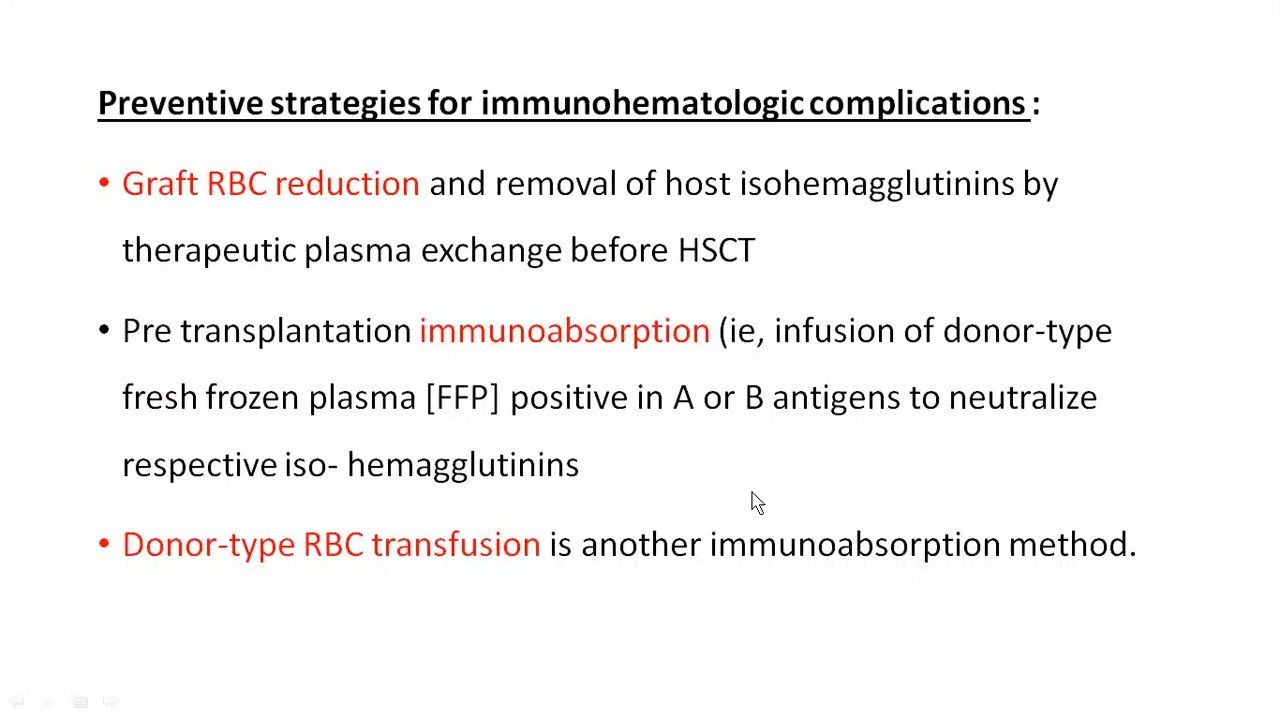 Preventive strategies for immunohematologic complications :
• Graft RBC reduction and removal of host isohemagglutinins by
therapeutic plasma exchange before HSCT
• Pre transplantation immunoabsorption (ie, infusion of donor-type
fresh frozen plasma [FFP] positive in A or B antigens to neutralize
respective iso- hemagglutinins
• Donor-type RBC transfusion is another immunoabsorption method.